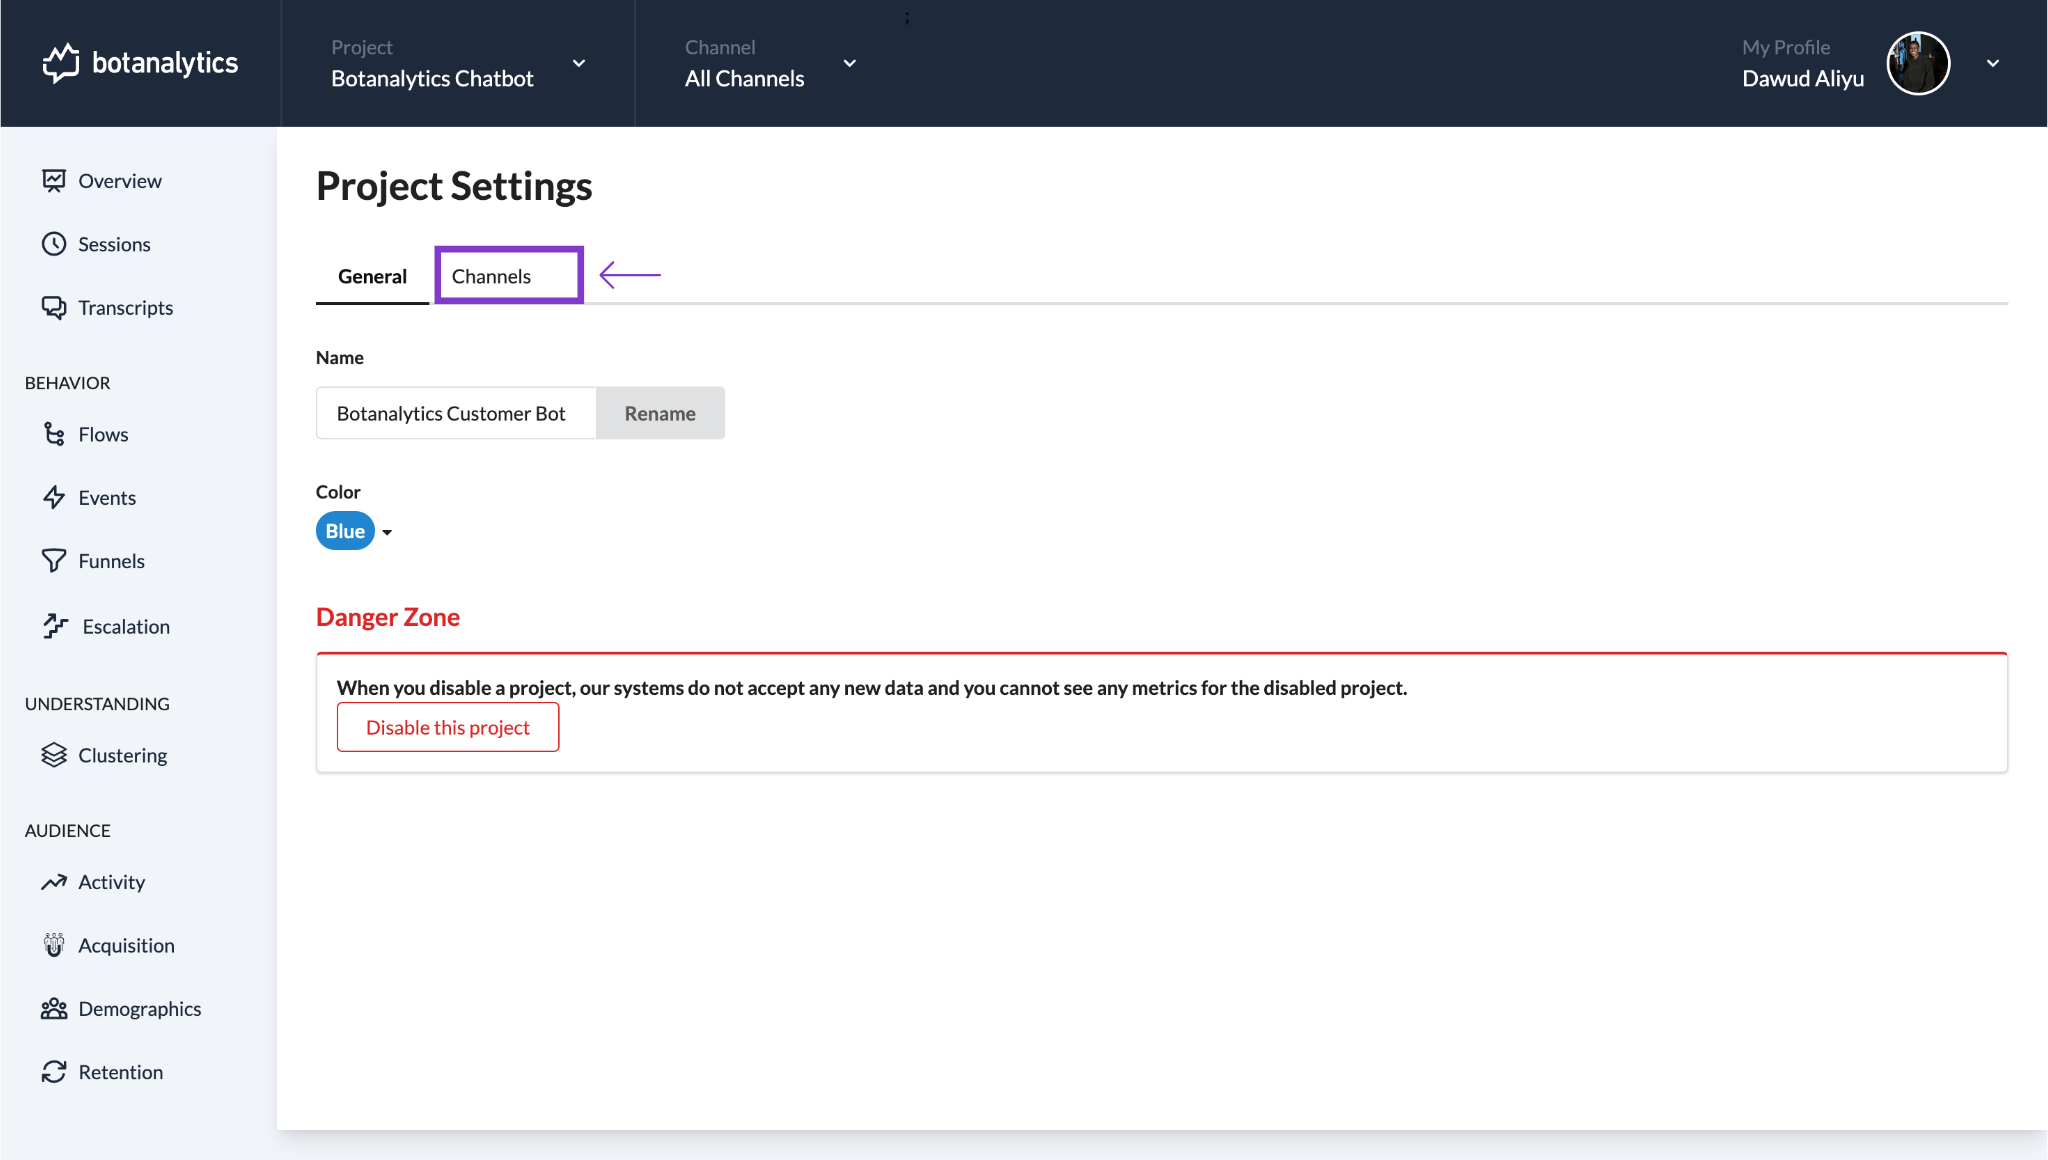 botanalytics
Project
Botanalytics Chatbot
Channel
All Channels
;
My Profile
Dawud Aliyu
Overview
Sessions
Transcripts
BEHAVIOR
Flows
Events
Funnels
Escalation
UNDERSTANDING
Clustering
AUDIENCE
Activity
Acquisition
Demographics
Retention
Project Settings
General
Channels
Name
Botanalytics Customer Bot
Rename
Color
Blue
Danger Zone
When you disable a project, our systems do not accept any new data and you cannot see any metrics for the disabled project.
Disable this project